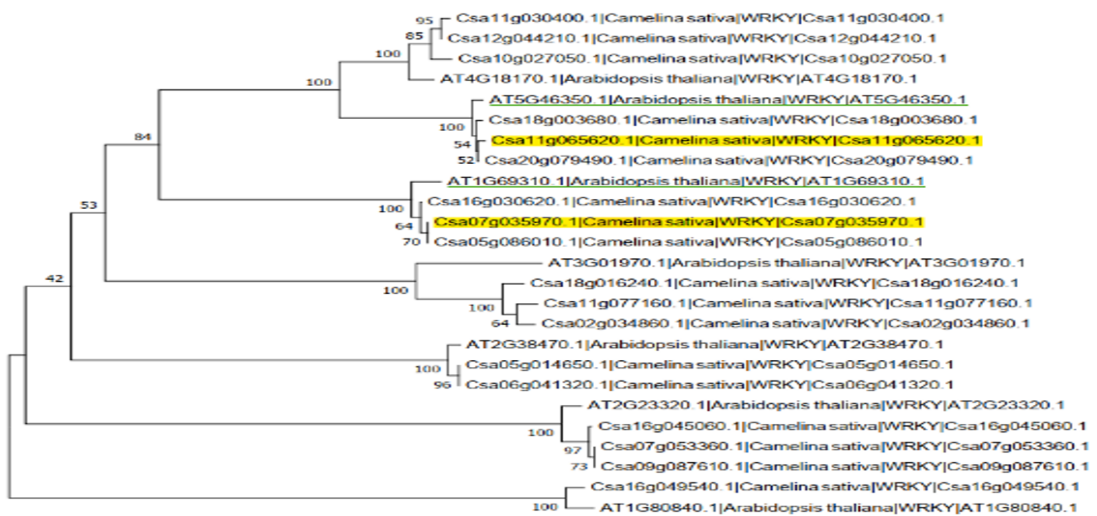 95
Csa11g030400.1|Camelina sativa|WRKY|Csa11g030400.1
85
Csa12g044210.1|Camelina sativa|WRKY|Csa12g044210.1
100
Csa10g027050.1|Camelina sativa|WRKY|Csa10g027050.1
100
AT4G18170.1|Arabidopsis thaliana|WRKY|AT4G18170.1
AT5G46350.1|Arabidopsis thaliana|WRKY|AT5G46350.1
100
Csa18g003680.1|Camelina sativa|WRKY|Csa18g003680.1
84
54
Csa11g065620.1|Camelina sativa|WRKY|Csa11g065620.1
52
Csa20g079490.1|Camelina sativa|WRKY|Csa20g079490.1
AT1G69310.1|Arabidopsis thaliana|WRKY|AT1G69310.1
53
100
Csa16g030620.1|Camelina sativa|WRKY|Csa16g030620.1
64
Csa07g035970.1|Camelina sativa|WRKY|Csa07g035970.1
70
Csa05g086010.1|Camelina sativa|WRKY|Csa05g086010.1
AT3G01970.1|Arabidopsis thaliana|WRKY|AT3G01970.1
42
100
Csa18g016240.1|Camelina sativa|WRKY|Csa18g016240.1
100
Csa11g077160.1|Camelina sativa|WRKY|Csa11g077160.1
64
Csa02g034860.1|Camelina sativa|WRKY|Csa02g034860.1
AT2G38470.1|Arabidopsis thaliana|WRKY|AT2G38470.1
100
Csa05g014650.1|Camelina sativa|WRKY|Csa05g014650.1
96
Csa06g041320.1|Camelina sativa|WRKY|Csa06g041320.1
AT2G23320.1|Arabidopsis thaliana|WRKY|AT2G23320.1
100
Csa16g045060.1|Camelina sativa|WRKY|Csa16g045060.1
97
Csa07g053360.1|Camelina sativa|WRKY|Csa07g053360.1
73
Csa09g087610.1|Camelina sativa|WRKY|Csa09g087610.1
Csa16g049540.1|Camelina sativa|WRKY|Csa16g049540.1
100
AT1G80840.1|Arabidopsis thaliana|WRKY|AT1G80840.1